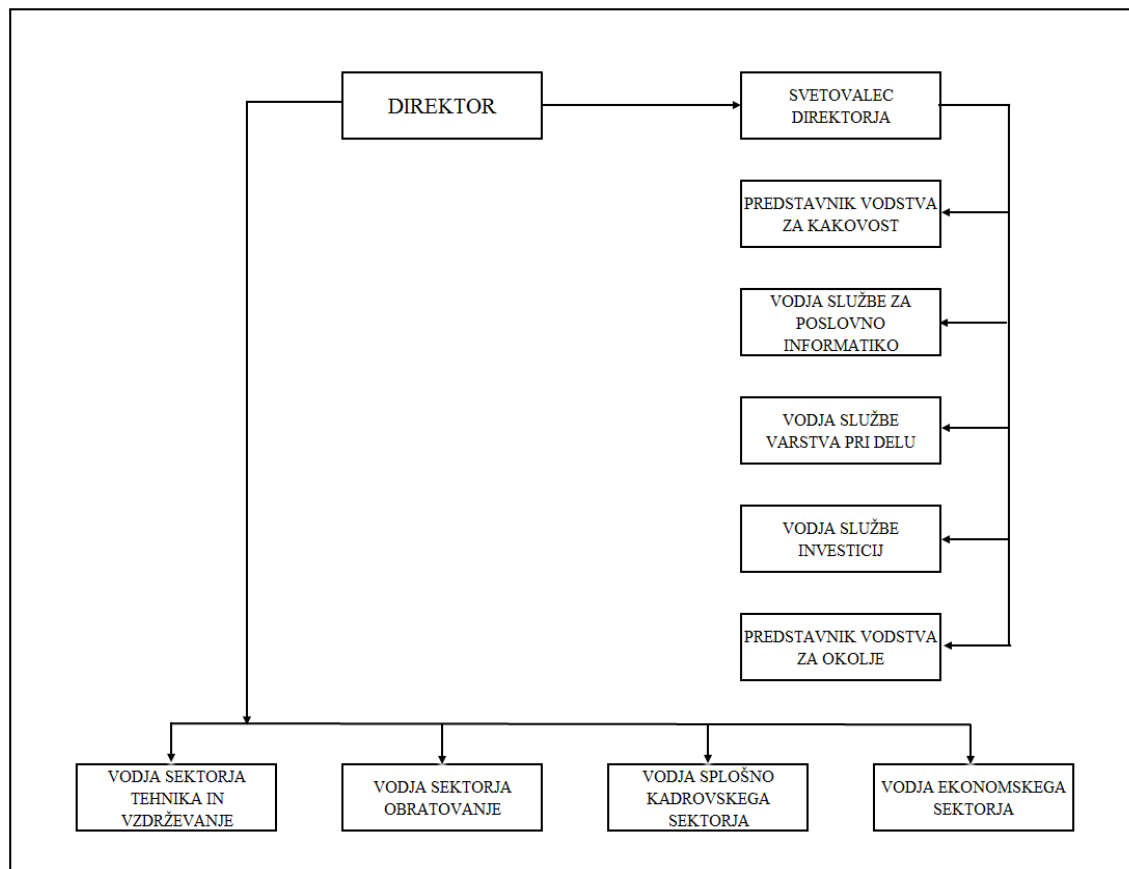 DIREKTOR
SVETOVALEC
DIREKTORJA
PREDSTAVNIK VODSTVA
ZA KAKOVOST
VODJA SLUŽBE ZA
POSLOVNO
INFORMATIKO
VODJA SLUŽBE
VARSTVA PRI DELU
VODJA SLUŽBE
INVESTICIJ
PREDSTAVNIK VODSTVA
ZA OKOLJE
VODJA SEKTORJA
TEHNIKA IN
VZDRŽEVANJE
VODJA SEKTORJA
OBRATOVANJE
VODJA SPLOŠNO
KADROVSKEGA
SEKTORJA
VODJA EKONOMSKEGA
SEKTORJA